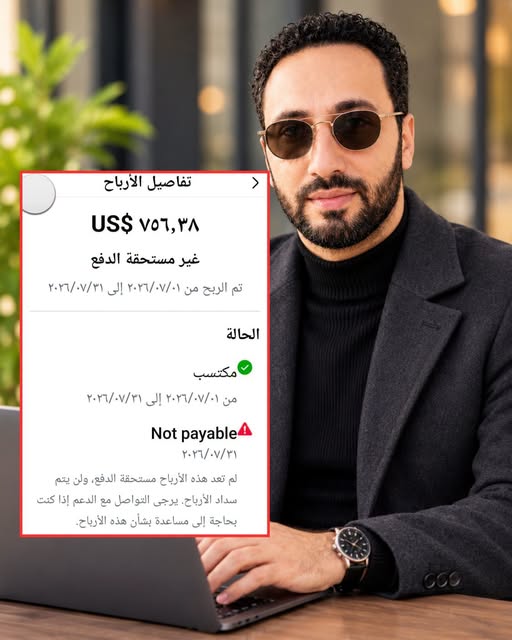 تفاصيل الأرباح
US$ ٧٥٦,٣٨
غير مستحقة الدفع
تم الربح من ٢٠٢٦/٠٧/٠١ إلى ٢٠٢٦/٠٧/٣١
الحالة
مكتسب
من ٢٠٢٦/٠٧/٠١ إلى ٢٠٢٦/٠٧/٣١
Not payable
٢٠٢٦/٠٧/٣١
لم تعد هذه الأرباح مستحقة الدفع، ولن يتم
سداد الأرباح. يرجى التواصل مع الدعم إذا كنت
بحاجة إلى مساعدة بشأن هذه الأرباح.